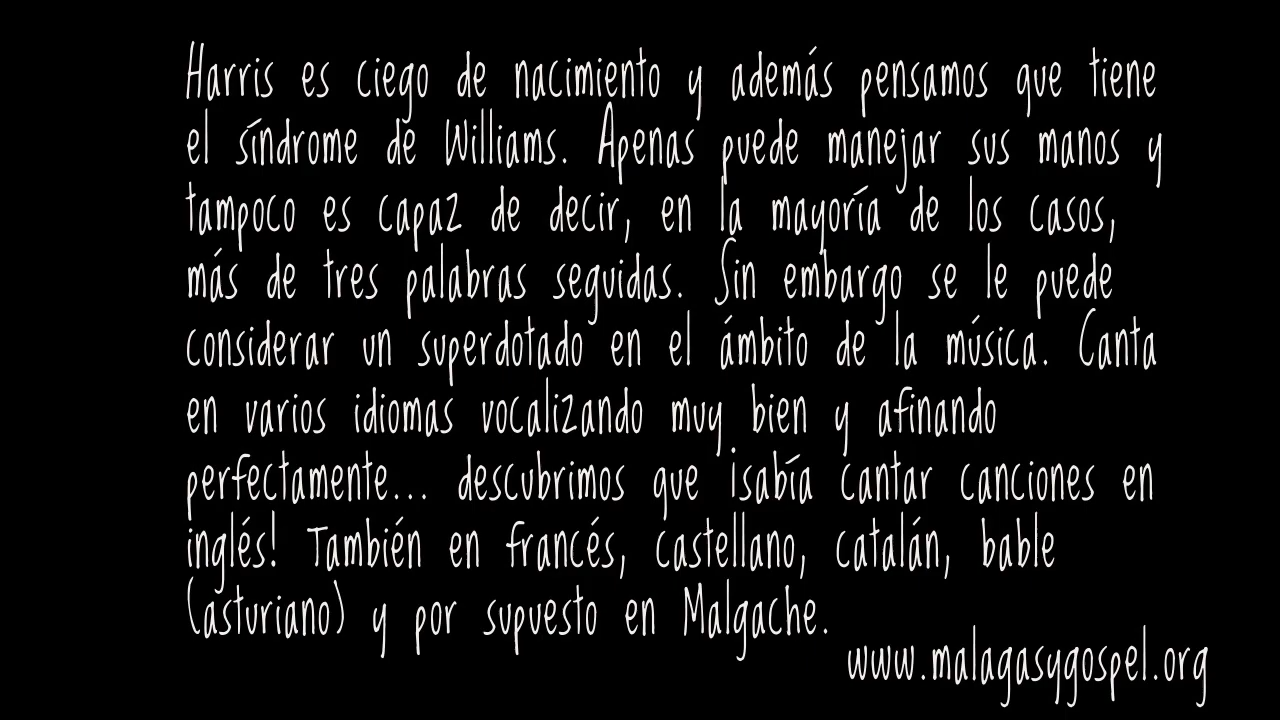 Harris es ciego de nacimiento y además pensamos que tiene
el síndrome de Williams. Apenas puede manejar sus manos y
tampoco es capaz de decir, en la mayoría de los casos,
más de tres palabras seguidas. Sin embargo se le puede
considerar un superdotado en el ámbito de la música. Canta
en varios idiomas vocalizando muy bien y afinando
perfectamente... descubrimos que ¡sabía cantar canciones en
inglés! También en francés, castellano, catalán, bable
(asturiano) y por supuesto en Malgache.
www.malagasygospel.org